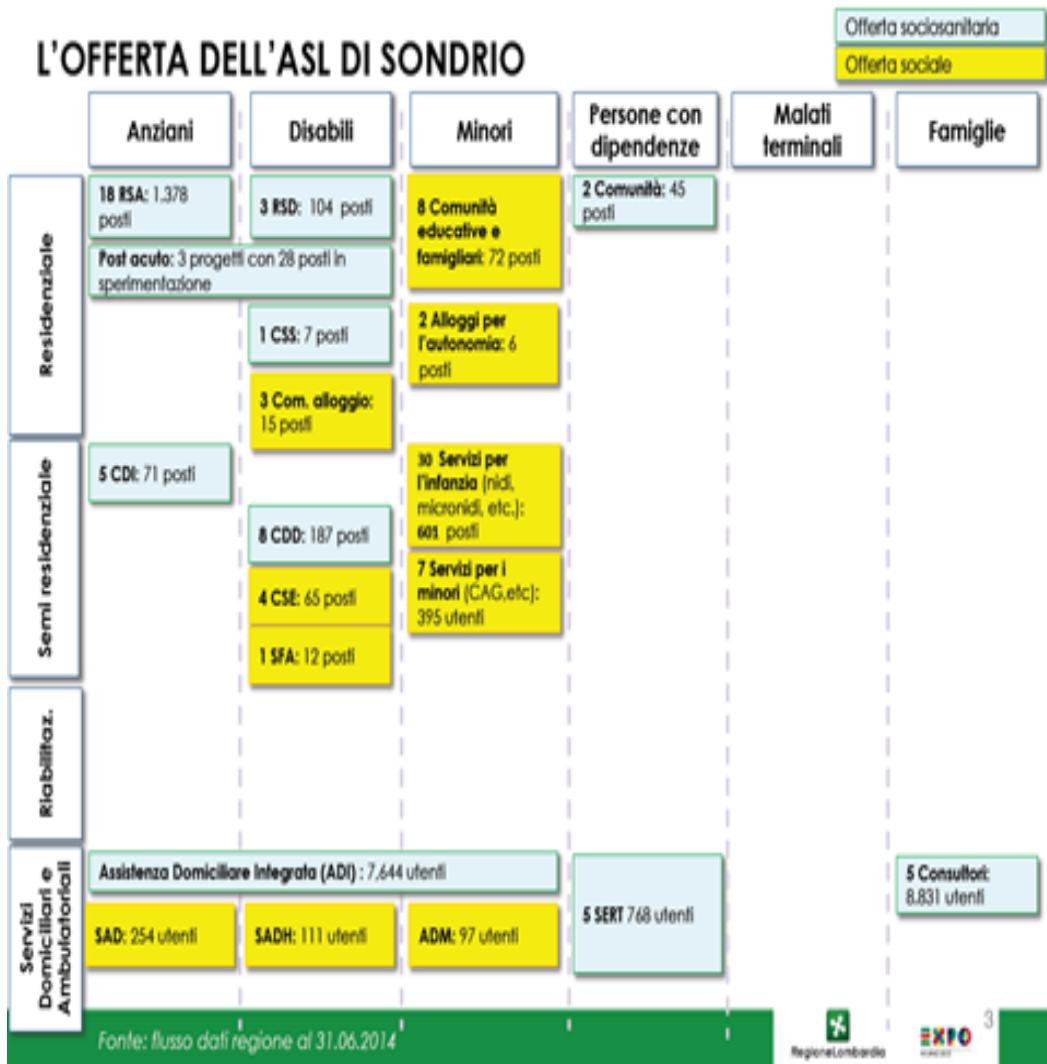 L'OFFERTA DELL'ASL DI SONDRIO
Offerta sociosanitaria
Offerta sociale
Anziani
Disabili
Minori
Persone con
dipendenze
Malati
terminali
Famiglie
Residenziale
18 RSA: 1.378
posti
3 RSD: 104 posti
8 Comunità
educative e
famigliari: 72 posti
2 Comunità: 45
posti
Post acuto: 3 progetti con 28 posti in
sperimentazione
1 CSS: 7 posti
2 Alloggi per
l'autonomia: 6
posti
3 Com. alloggio:
15 posti
Semi residenziale
5 CDI: 71 posti
30 Servizi per
l'infanzia (nidi,
micronidi, etc.):
601 posti
8 CDD: 187 posti
7 Servizi per i
minori (CAG,etc):
395 utenti
4 CSE: 65 posti
1 SFA: 12 posti
Riabilitaz.
Servizi
Domiciliari e
Ambulatoriali
Assistenza Domiciliare Integrata (ADI) : 7,644 utenti
5 SERT 768 utenti
5 Consultori:
8.831 utenti
SAD: 254 utenti
SADH: 111 utenti
ADM: 97 utenti
Fonte: flusso dati regione al 31.06.2014
RegioneLombardia
EXPO
3